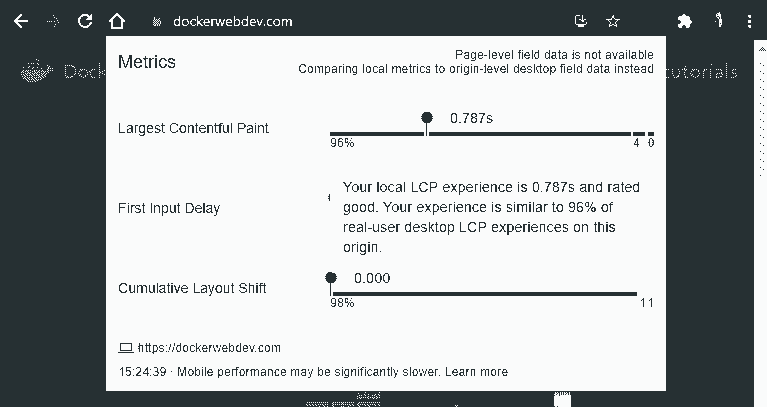 dockerwebdev.com
Metrics
Page-level field data is not available
Comparing local metrics to origin-level desktop field data instead
Dock
tutorials
Largest Contentful Paint
0.787s
96%
4 0
First Input Delay
Your local LCP experience is 0.787s and rated
good. Your experience is similar to 96% of
real-user desktop LCP experiences on this
origin.
Cumulative Layout Shift
0.000
98%
11
https://dockerwebdev.com
15:24:39 · Mobile performance may be significantly slower. Learn more